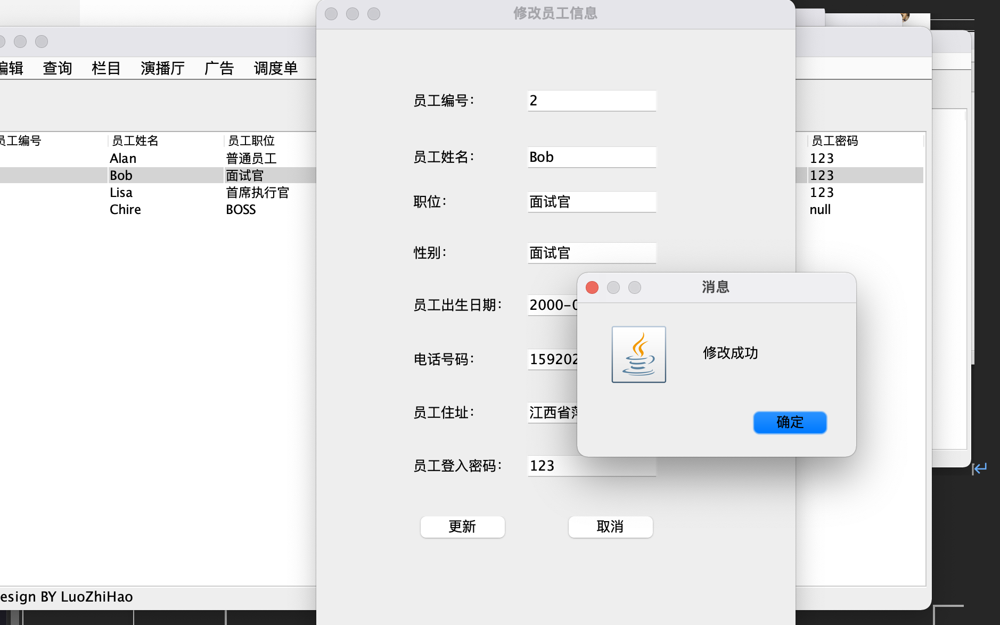 修改员工信息
编辑 查询 栏目 演播厅 广告 调度单
员工编号 员工姓名 员工职位 员工密码
Alan 普通员工 123
Bob 面试官 123
Lisa 首席执行官 123
Chire BOSS null
员工编号： 2
员工姓名： Bob
职位： 面试官
性别： 面试官
员工出生日期： 2000-0
电话号码： 159202
员工住址： 江西省萍
员工登入密码： 123
更新 取消
消息
修改成功
确定
esign BY LuoZhiHao